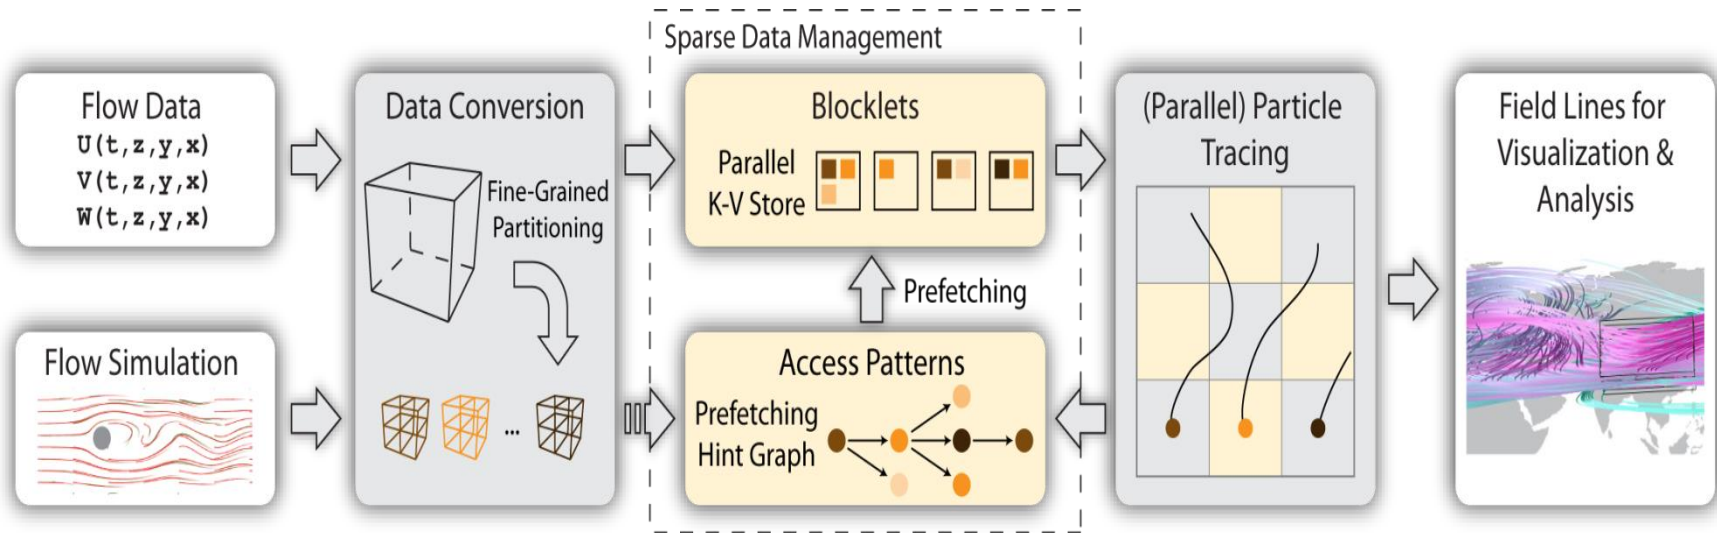 Flow Data
U(t,z,y,x)
V(t,z,y,x)
W(t,z,y,x)
Flow Simulation
Data Conversion
Fine-Grained
Partitioning
...
Sparse Data Management
Blocklets
Parallel
K-V Store
Prefetching
Access Patterns
Prefetching
Hint Graph
(Parallel) Particle
Tracing
Field Lines for
Visualization &
Analysis